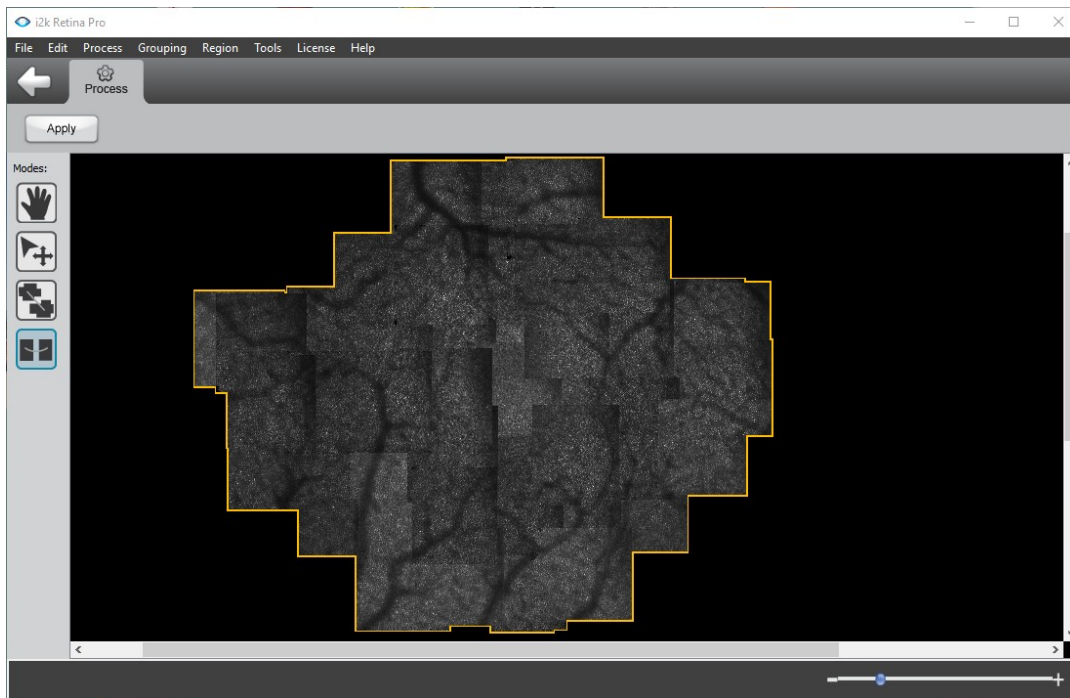 i2k Retina Pro
File Edit Process Grouping Region Tools License Help
Process
Apply
Modes: